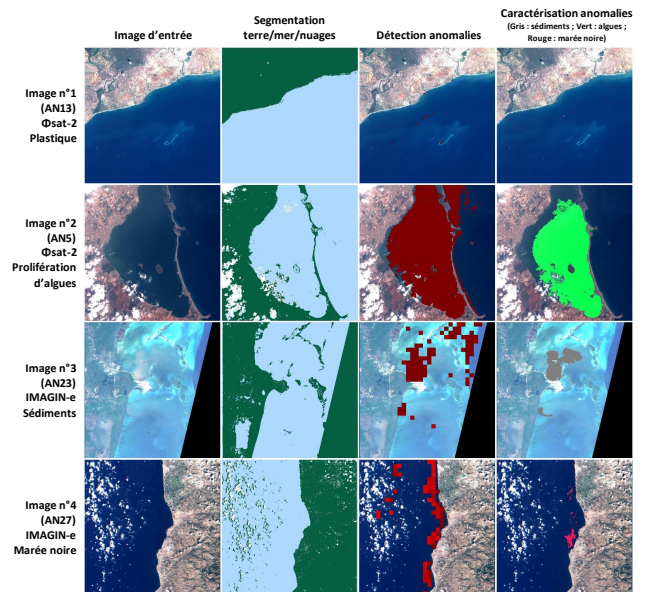 Image d'entrée
Segmentation
terre/mer/nuages
Détection anomalies
Caractérisation anomalies
(Gris : sédiments ; Vert : algues ;
Rouge : marée noire)
Image n°1
(AN13)
Φsat-2
Plastique
Image n°2
(AN5)
Φsat-2
Prolifération
d'algues
Image n°3
(AN23)
IMAGIN-e
Sédiments
Image n°4
(AN27)
IMAGIN-e
Marée noire